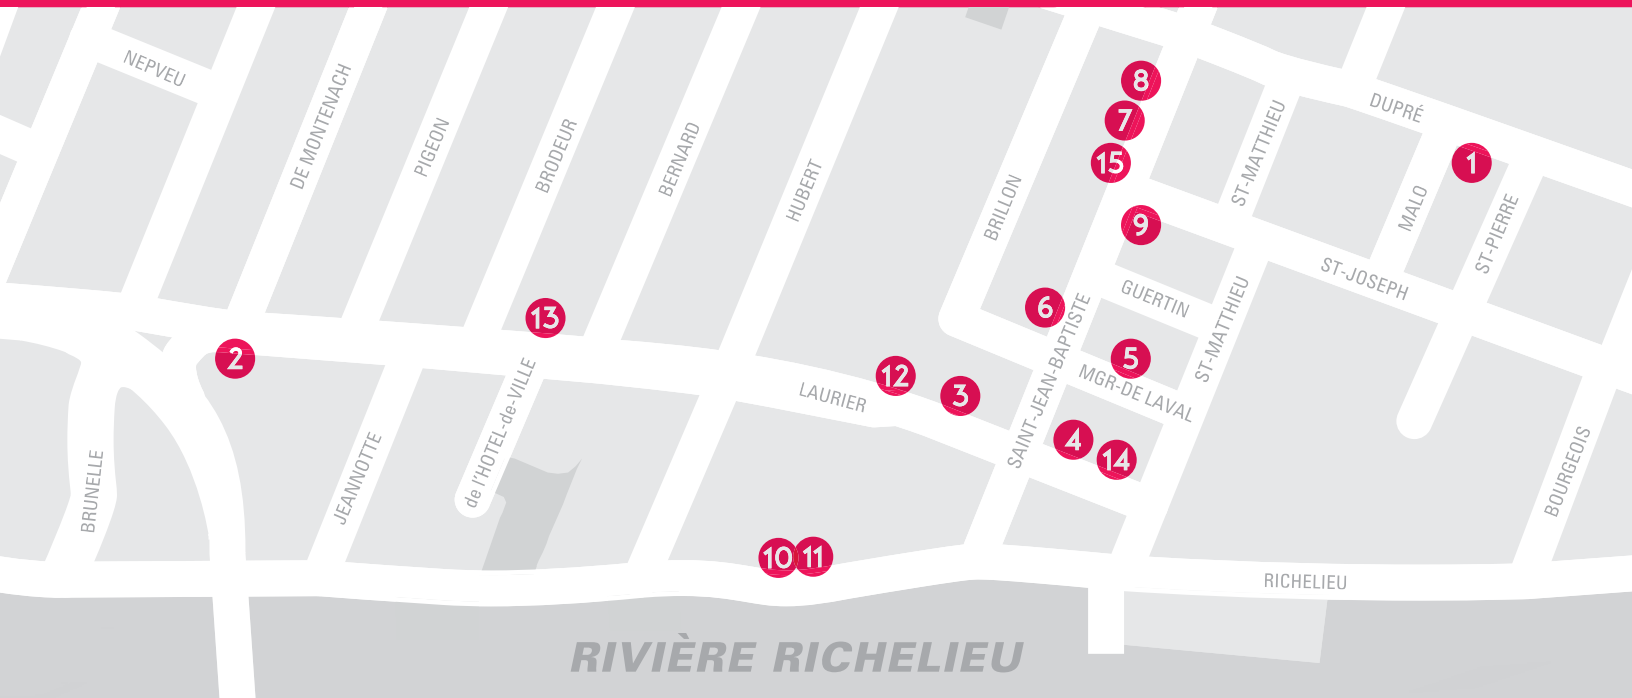 NEPVEU
DE MONTENACH
PIGEON
BRODEUR
BERNARD
HUBERT
BRILLON
8
7
15
9
ST-MATTHIEU
DUPRÉ
1
MALO
ST-PIERRE
ST-JOSEPH
GUERTIN
6
SAINT-JEAN-BAPTISTE
5
MGR-DE LAVAL
ST-MATTHIEU
13
2
12
3
LAURIER
4
14
BRUNELLE
JEANNOTTE
de l'HOTEL-de-VILLE
BOURGEOIS
10
11
RICHELIEU
RIVIÈRE RICHELIEU